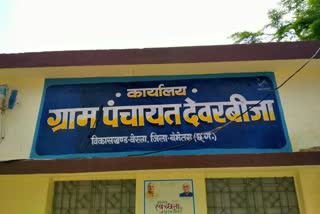 कार्यालय
ग्राम पंचायत देवरबीजा
विकासखण्ड-बेरला, जिला-बेमेतरा (छ.ग.)